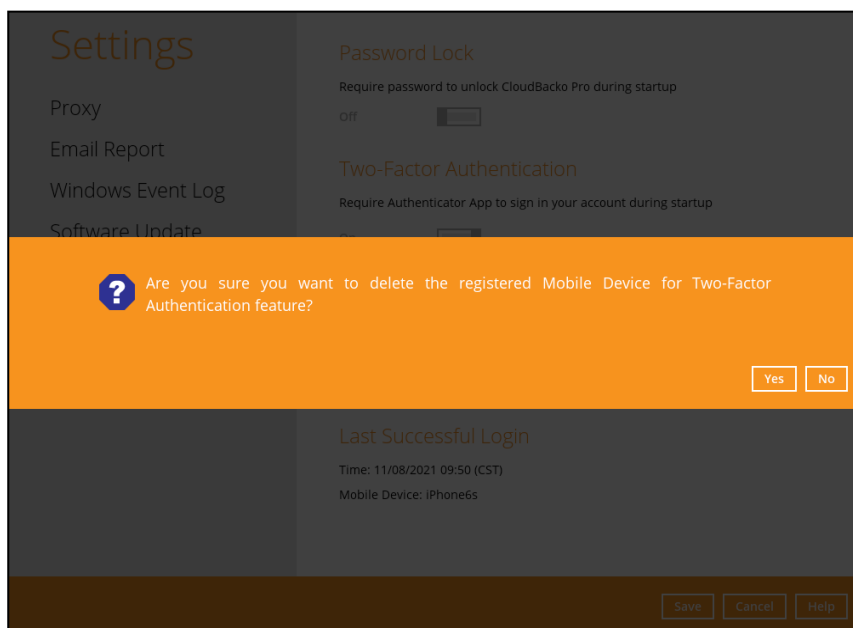 Settings
Proxy
Email Report
Windows Event Log
Software Update
Password Lock
Require password to unlock CloudBacko Pro during startup
Off
Two-Factor Authentication
Require Authenticator App to sign in your account during startup
On
Are you sure you want to delete the registered Mobile Device for Two-Factor
Authentication feature?
Yes No
Last Successful Login
Time: 11/08/2021 09:50 (CST)
Mobile Device: iPhone6s
Save Cancel Help